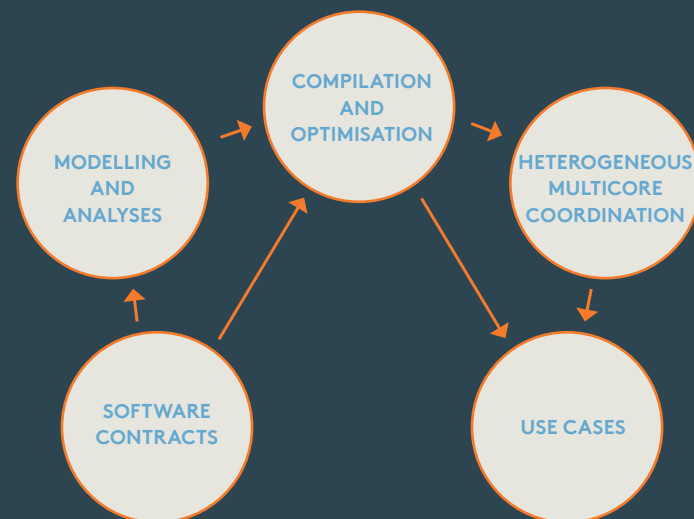 COMPILATION
AND
OPTIMISATION
MODELLING
AND
ANALYSES
HETEROGENEOUS
MULTICORE
COORDINATION
SOFTWARE
CONTRACTS
USE CASES